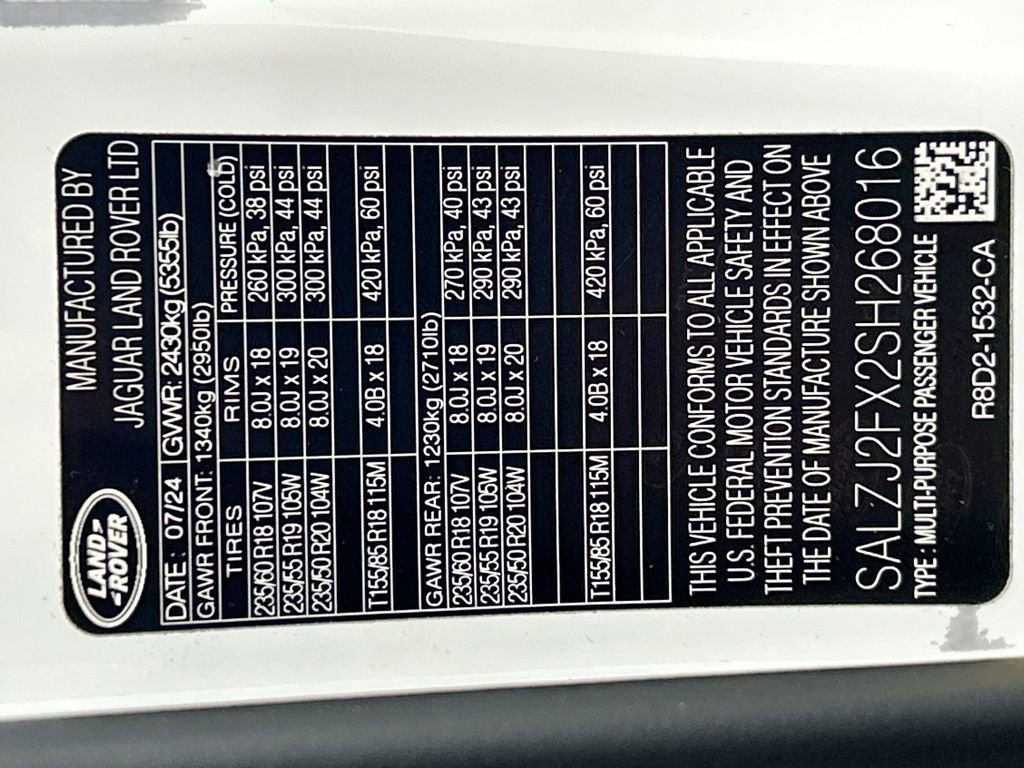 LAND
ROVER
MANUFACTURED BY
JAGUAR LAND ROVER LTD
DATE : 07/24 GVWR: 2430kg (5355lb)
GAWR FRONT: 1340kg (2950lb)
TIRES RIMS PRESSURE (COLD)
235/60 R18 107V 8.0J x 18 260 kPa, 38 psi
235/55 R19 105W 8.0J x 19 300 kPa, 44 psi
235/50 R20 104W 8.0J x 20 300 kPa, 44 psi
T155/85 R18 115M 4.0B x 18 420 kPa, 60 psi
GAWR REAR: 1230kg (2710lb)
235/60 R18 107V 8.0J x 18 270 kPa, 40 psi
235/55 R19 105W 8.0J x 19 290 kPa, 43 psi
235/50 R20 104W 8.0J x 20 290 kPa, 43 psi
T155/85 R18 115M 4.0B x 18 420 kPa, 60 psi
THIS VEHICLE CONFORMS TO ALL APPLICABLE
U.S. FEDERAL MOTOR VEHICLE SAFETY AND
THEFT PREVENTION STANDARDS IN EFFECT ON
THE DATE OF MANUFACTURE SHOWN ABOVE
SALZJ2FX2SH268016
TYPE : MULTI-PURPOSE PASSENGER VEHICLE
R8D2-1532-CA